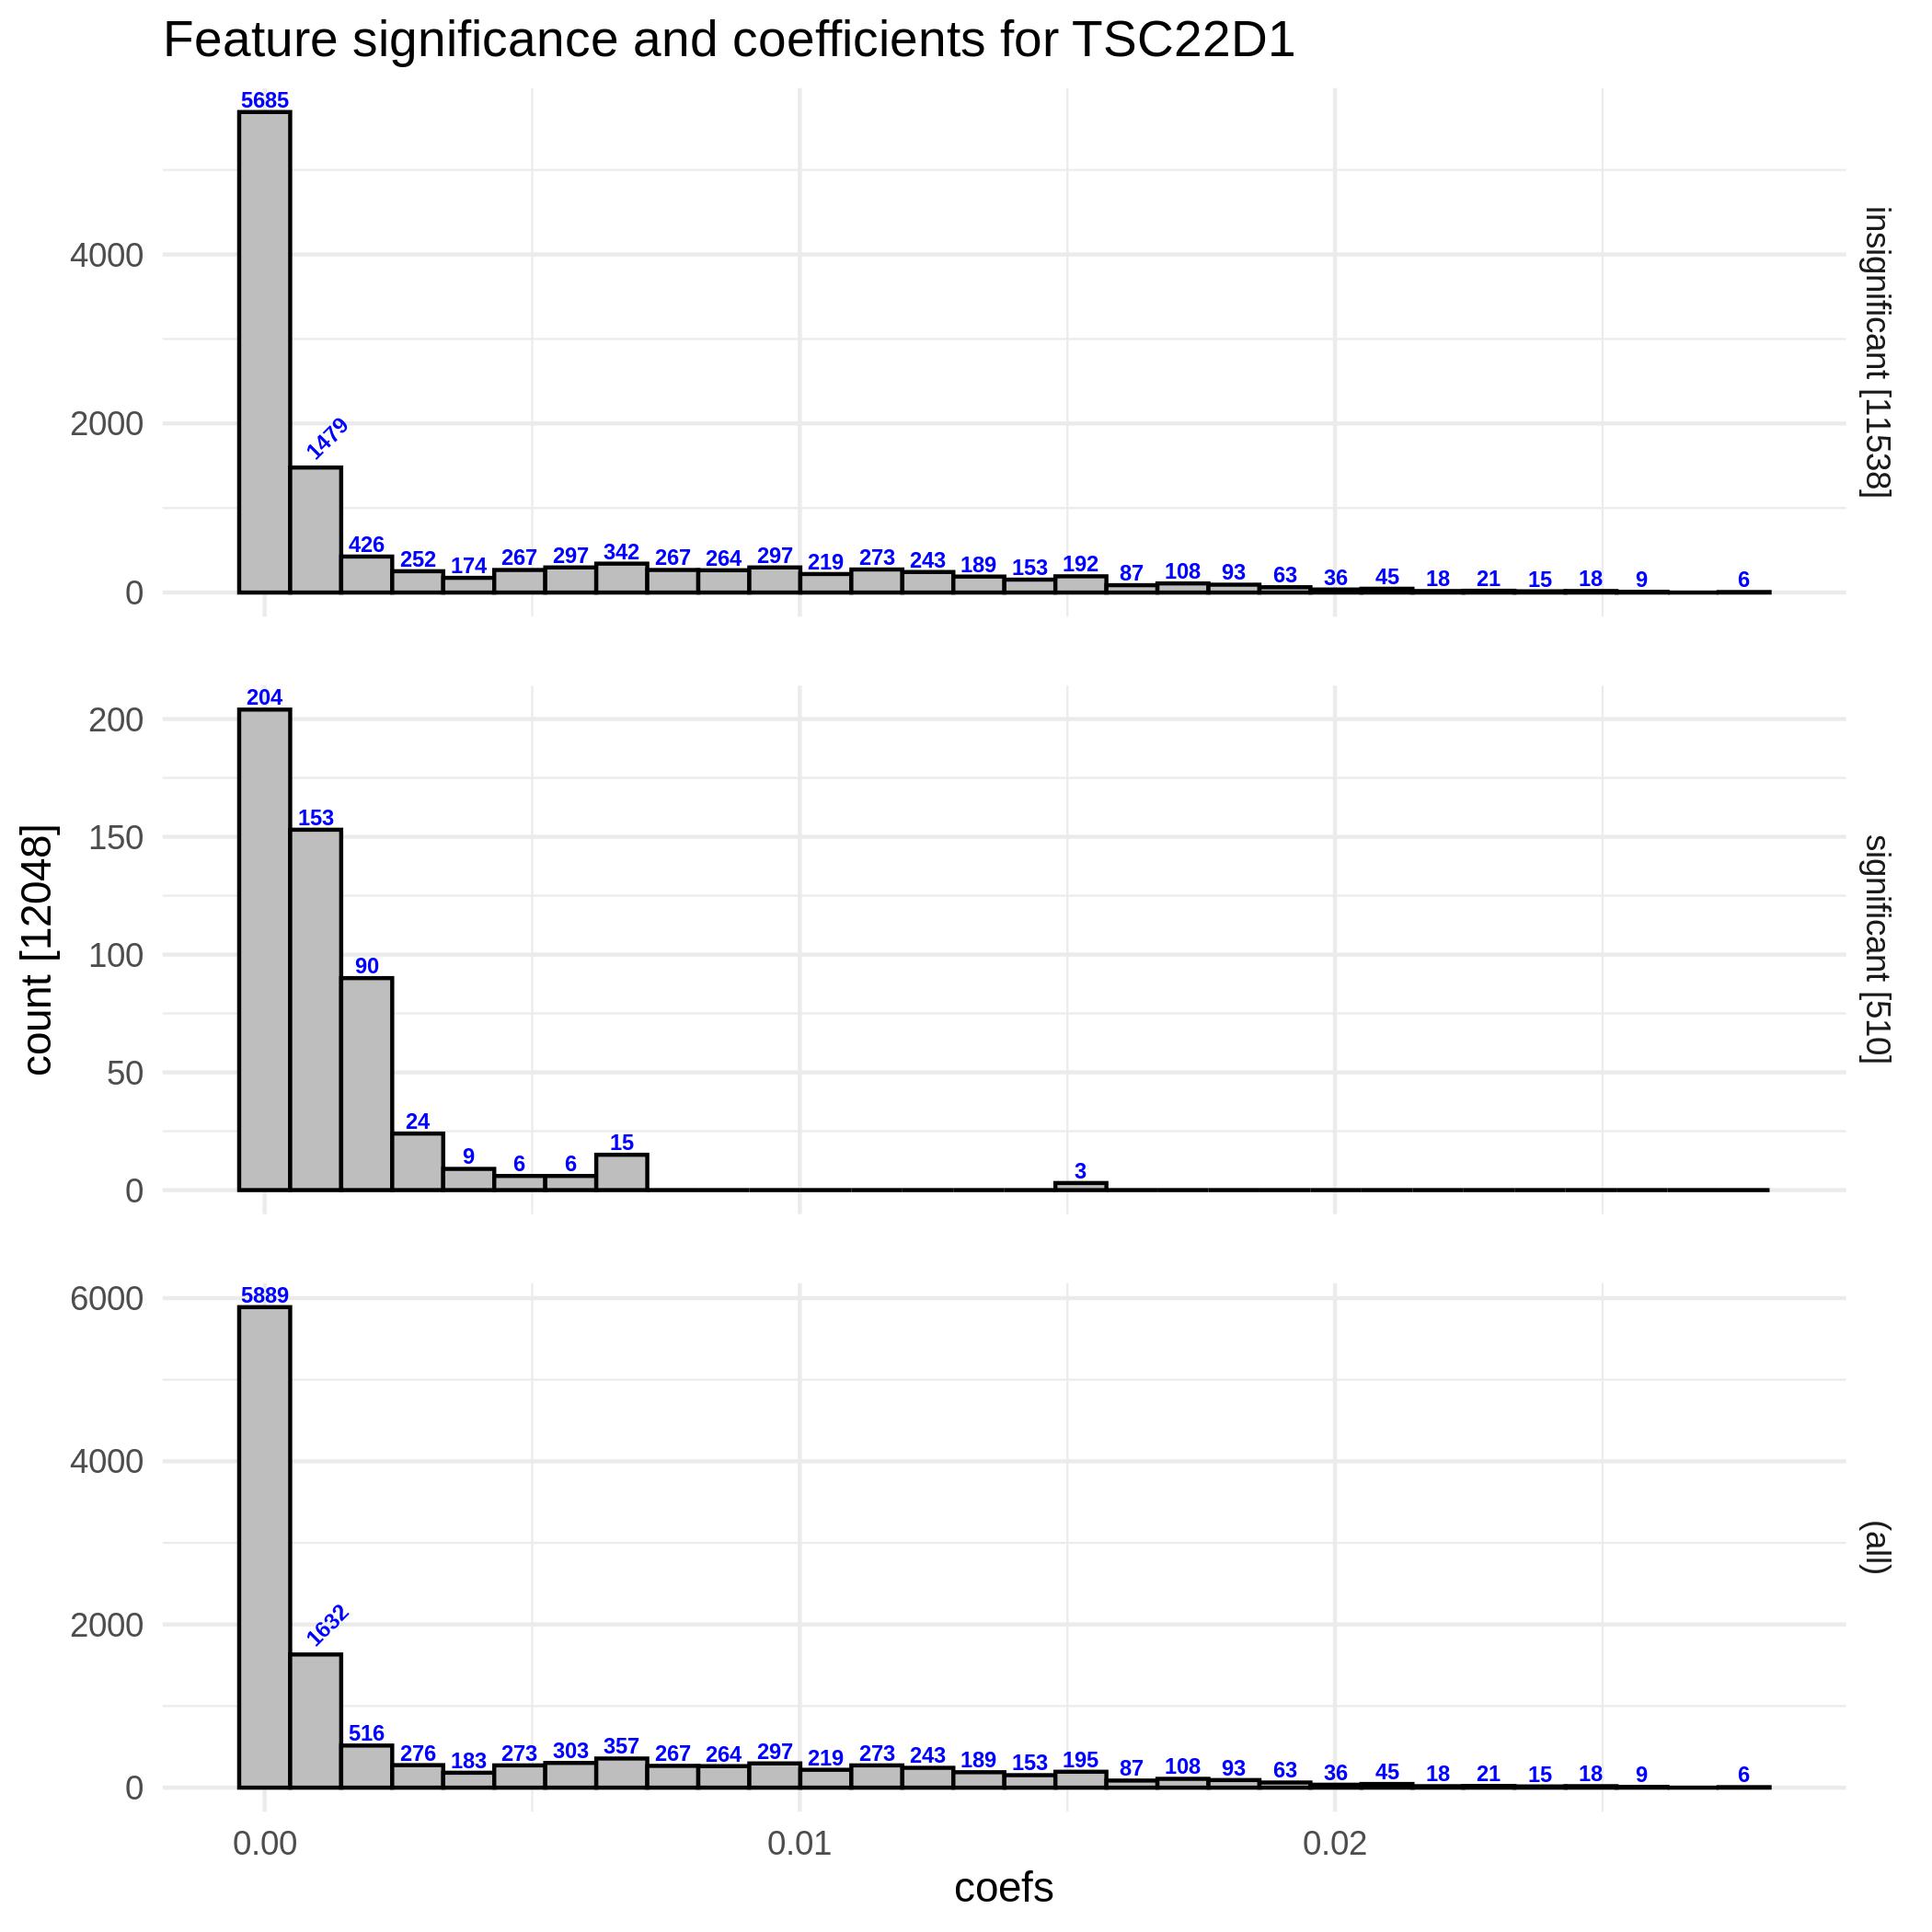 Feature significance and coefficients for TSC22D1
5685
1479
426 252 174 267 297 342 267 264 297 219 273 243 189 153 192 87 108 93 63 36 45 18 21 15 18 9 6
4000
2000
0
insignificant [11538]
204
153
90
24
9
6
6
15
3
200
150
100
50
0
significant [510]
count [12048]
5889
1632
516 276 183 273 303 357 267 264 297 219 273 243 189 153 195 87 108 93 63 36 45 18 21 15 18 9 6
6000
4000
2000
0
(all)
0.00 0.01 0.02
coefs